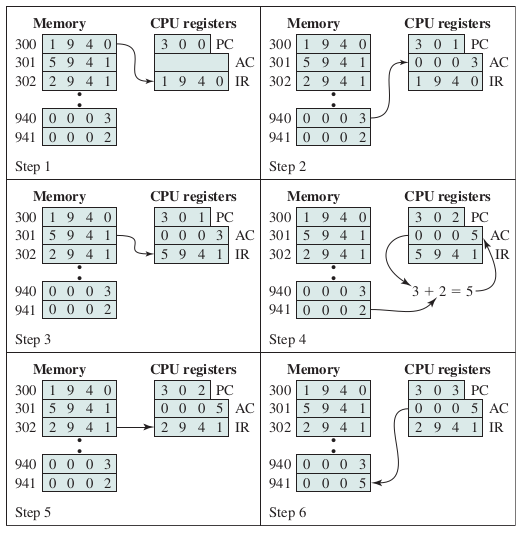 Memory CPU registers
300 1 9 4 0 3 0 0 PC
301 5 9 4 1 AC
302 2 9 4 1 1 9 4 0 IR
940 0 0 0 3
941 0 0 0 2
Step 1
Memory CPU registers
300 1 9 4 0 3 0 1 PC
301 5 9 4 1 0 0 0 3 AC
302 2 9 4 1 1 9 4 0 IR
940 0 0 0 3
941 0 0 0 2
Step 2
Memory CPU registers
300 1 9 4 0 3 0 1 PC
301 5 9 4 1 0 0 0 3 AC
302 2 9 4 1 5 9 4 1 IR
940 0 0 0 3
941 0 0 0 2
Step 3
Memory CPU registers
300 1 9 4 0 3 0 2 PC
301 5 9 4 1 0 0 0 5 AC
302 2 9 4 1 5 9 4 1 IR
940 0 0 0 3 3 + 2 = 5
941 0 0 0 2
Step 4
Memory CPU registers
300 1 9 4 0 3 0 2 PC
301 5 9 4 1 0 0 0 5 AC
302 2 9 4 1 2 9 4 1 IR
940 0 0 0 3
941 0 0 0 2
Step 5
Memory CPU registers
300 1 9 4 0 3 0 3 PC
301 5 9 4 1 0 0 0 5 AC
302 2 9 4 1 2 9 4 1 IR
940 0 0 0 3
941 0 0 0 5
Step 6